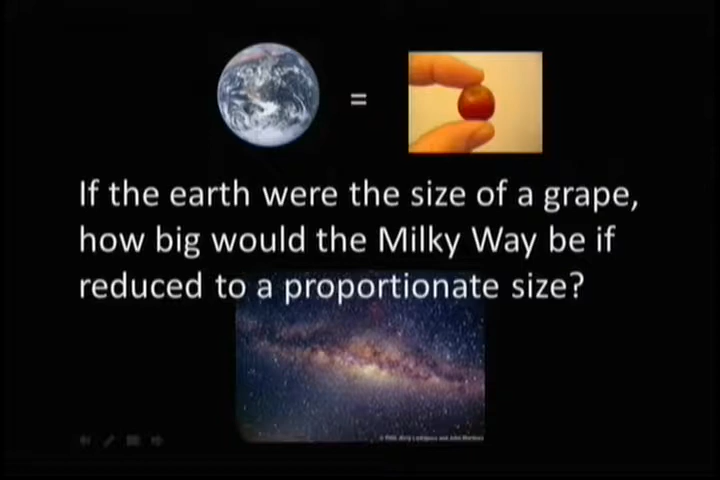 =
If the earth were the size of a grape,
how big would the Milky Way be if
reduced to a proportionate size?